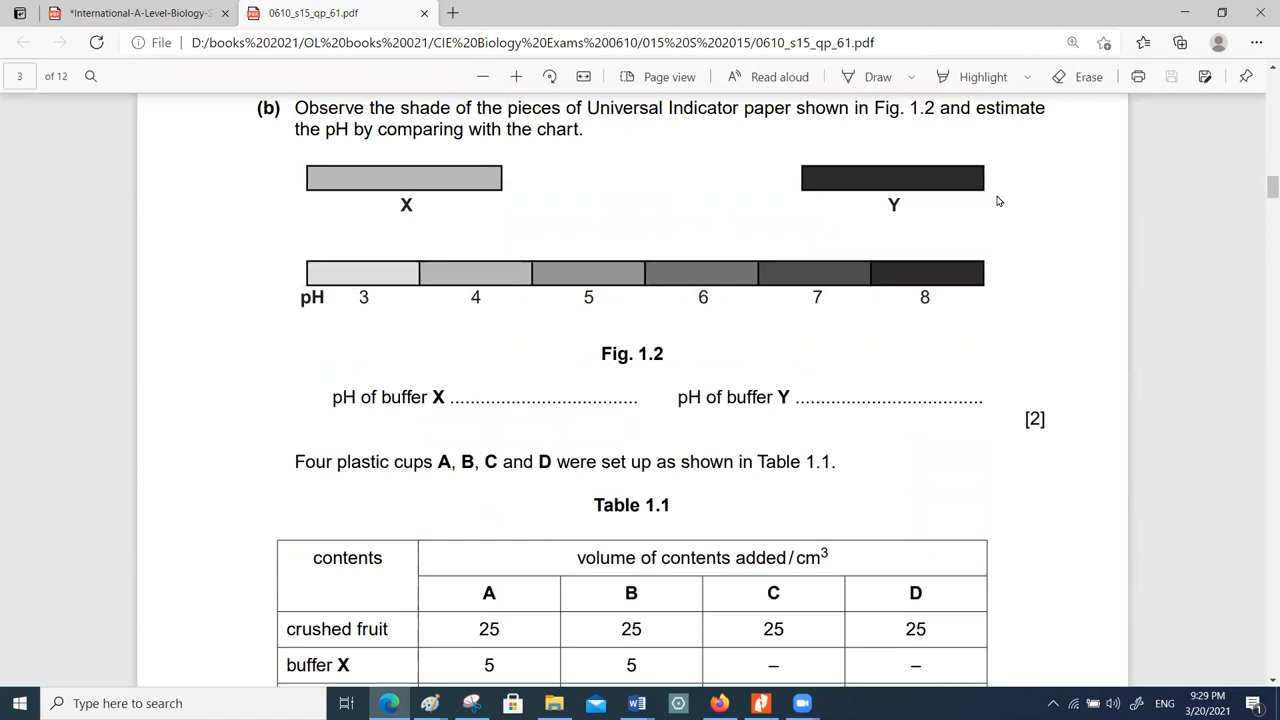 *International-A-Level-Biology-S
0610_s15_qp_61.pdf
File
D:/books%202021/OL%20books%20021/CIE%20Biology%20Exams%200610/015%20S%202015/0610_s15_qp_61.pdf
3
of 12
Page view
Read aloud
Draw
Highlight
Erase
(b) Observe the shade of the pieces of Universal Indicator paper shown in Fig. 1.2 and estimate
the pH by comparing with the chart.
X
Y
pH 3 4 5 6 7 8
Fig. 1.2
pH of buffer X ..................................... pH of buffer Y .....................................
[2]
Four plastic cups A, B, C and D were set up as shown in Table 1.1.
Table 1.1
contents volume of contents added/cm³
A B C D
crushed fruit 25 25 25 25
buffer X 5 5 – –
Type here to search
ENG
9:29 PM
3/20/2021